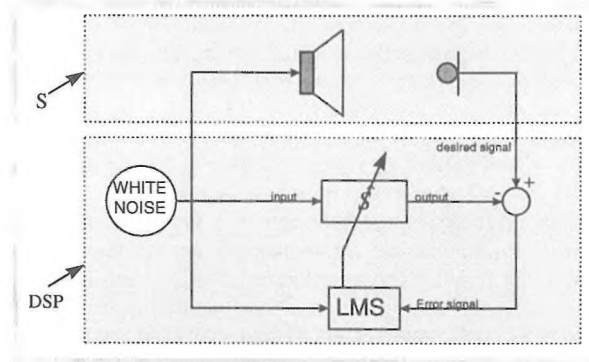 S
desired signal
+
WHITE
NOISE
input
Ŝ
output
-
DSP
LMS
Error signal